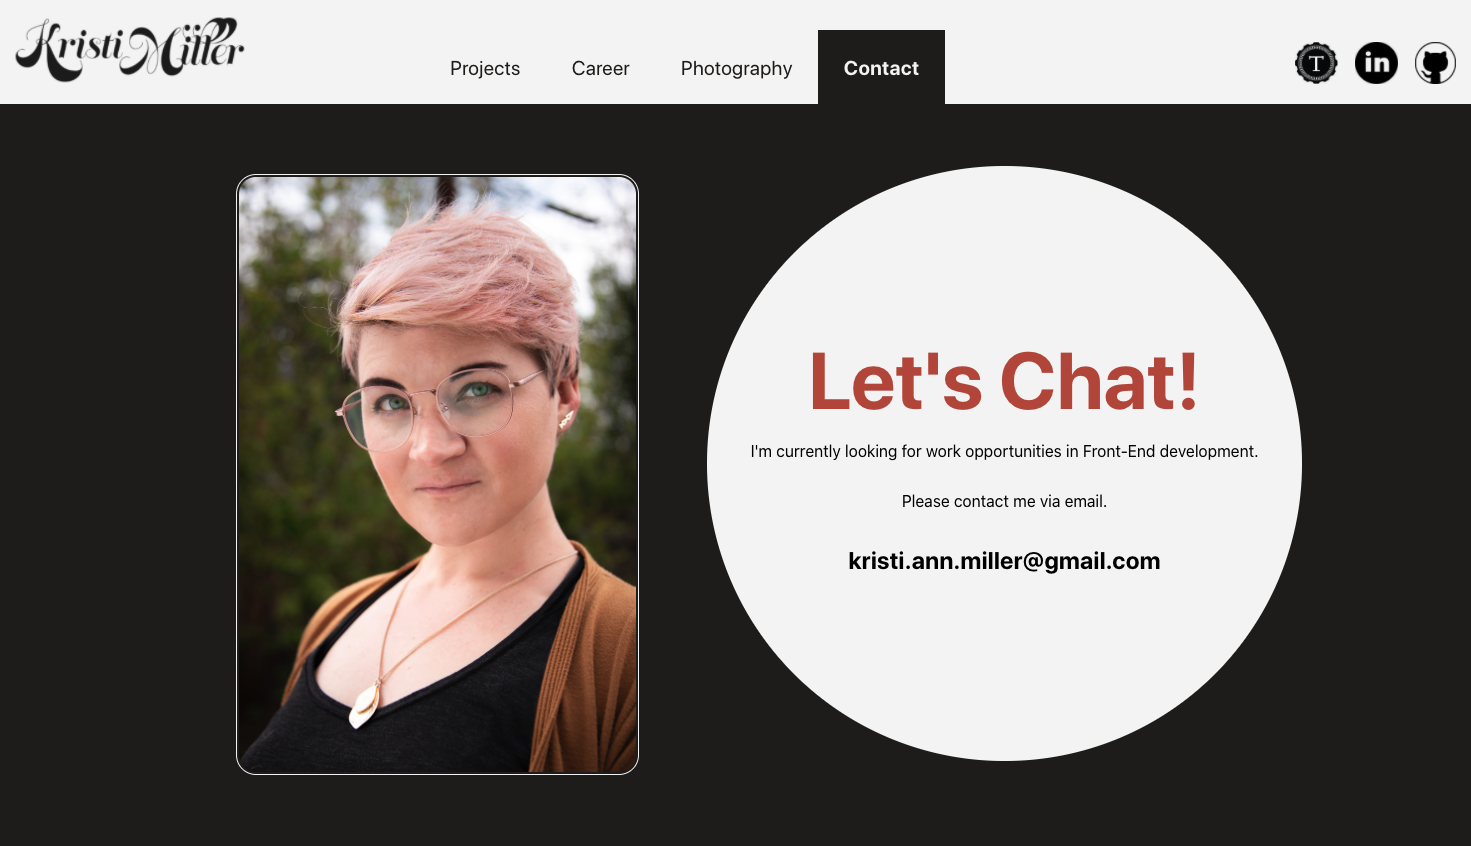 Kristi Miller
Projects Career Photography Contact
T in
Let's Chat!
I'm currently looking for work opportunities in Front-End development.
Please contact me via email.
kristi.ann.miller@gmail.com